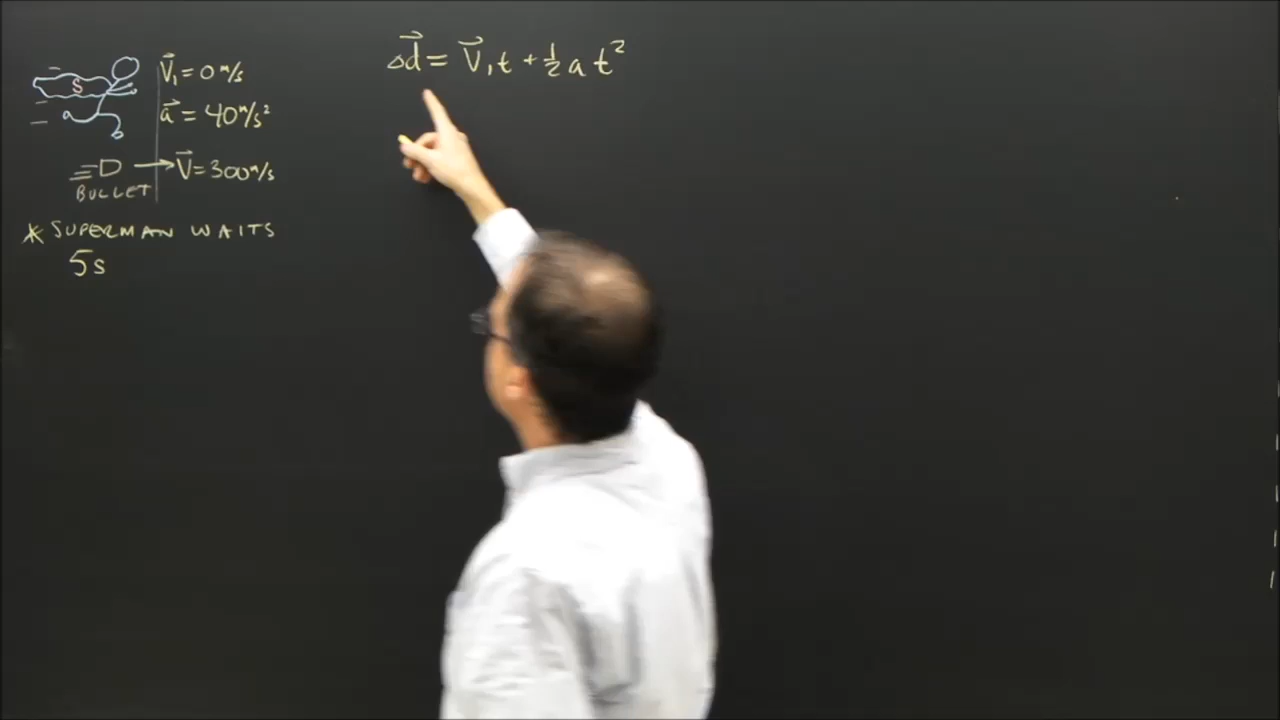 S
V⃗₁ = 0 m/s
a⃗ = 40 m/s²
V⃗ = 300 m/s
BULLET
* SUPERMAN WAITS
5s
Δd⃗ = V⃗₁t + ½ a t²